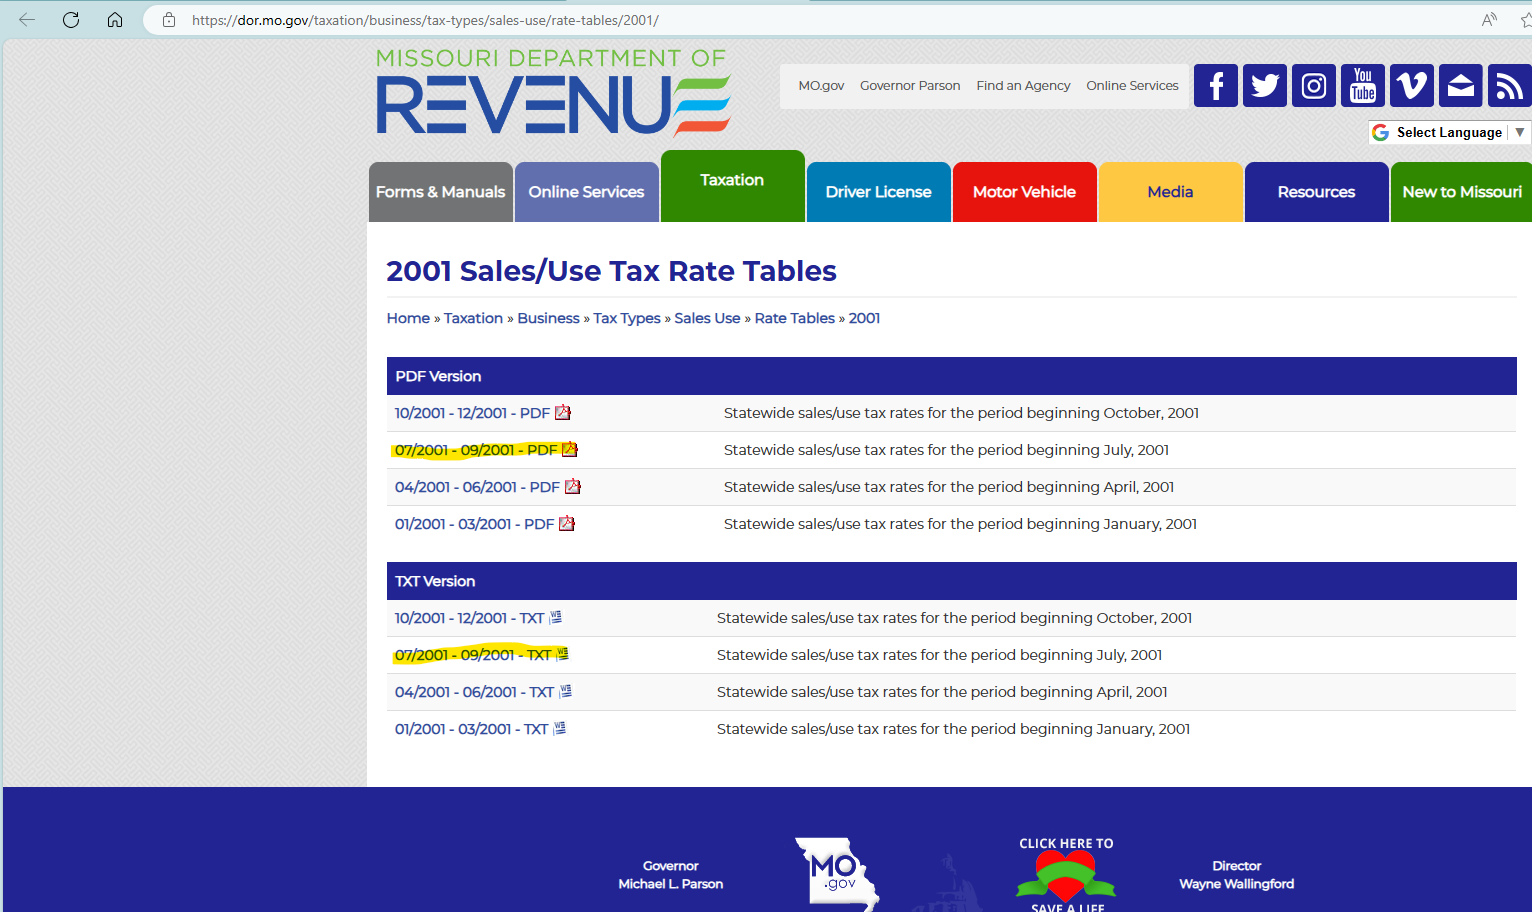 https://dor.mo.gov/taxation/business/tax-types/sales-use/rate-tables/2001/
MISSOURI DEPARTMENT OF
REVENUE
MO.gov Governor Parson Find an Agency Online Services
You
Tube
Select Language ▼
Forms & Manuals Online Services Taxation Driver License Motor Vehicle Media Resources New to Missouri
2001 Sales/Use Tax Rate Tables
Home » Taxation » Business » Tax Types » Sales Use » Rate Tables » 2001
PDF Version
10/2001 - 12/2001 - PDF Statewide sales/use tax rates for the period beginning October, 2001
07/2001 - 09/2001 - PDF Statewide sales/use tax rates for the period beginning July, 2001
04/2001 - 06/2001 - PDF Statewide sales/use tax rates for the period beginning April, 2001
01/2001 - 03/2001 - PDF Statewide sales/use tax rates for the period beginning January, 2001
TXT Version
10/2001 - 12/2001 - TXT Statewide sales/use tax rates for the period beginning October, 2001
07/2001 - 09/2001 - TXT Statewide sales/use tax rates for the period beginning July, 2001
04/2001 - 06/2001 - TXT Statewide sales/use tax rates for the period beginning April, 2001
01/2001 - 03/2001 - TXT Statewide sales/use tax rates for the period beginning January, 2001
Governor
Michael L. Parson
MO
.gov
CLICK HERE TO
SAVE A LIFE
Director
Wayne Wallingford